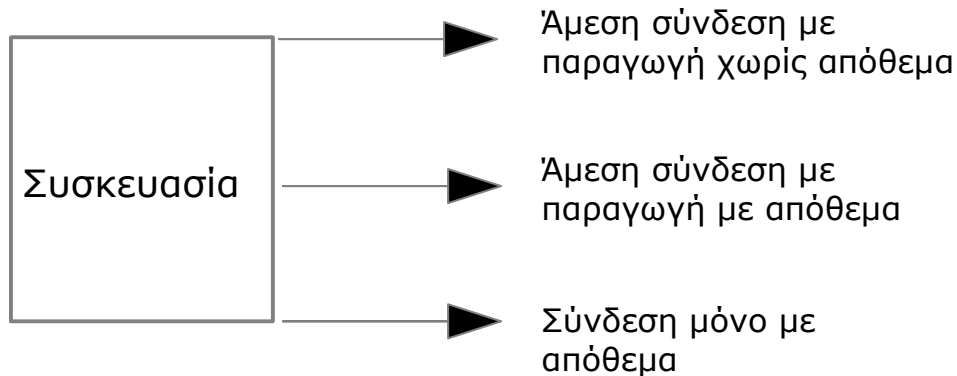 Άμεση σύνδεση με
παραγωγή χωρίς απόθεμα
Συσκευασία
Άμεση σύνδεση με
παραγωγή με απόθεμα
Σύνδεση μόνο με
απόθεμα